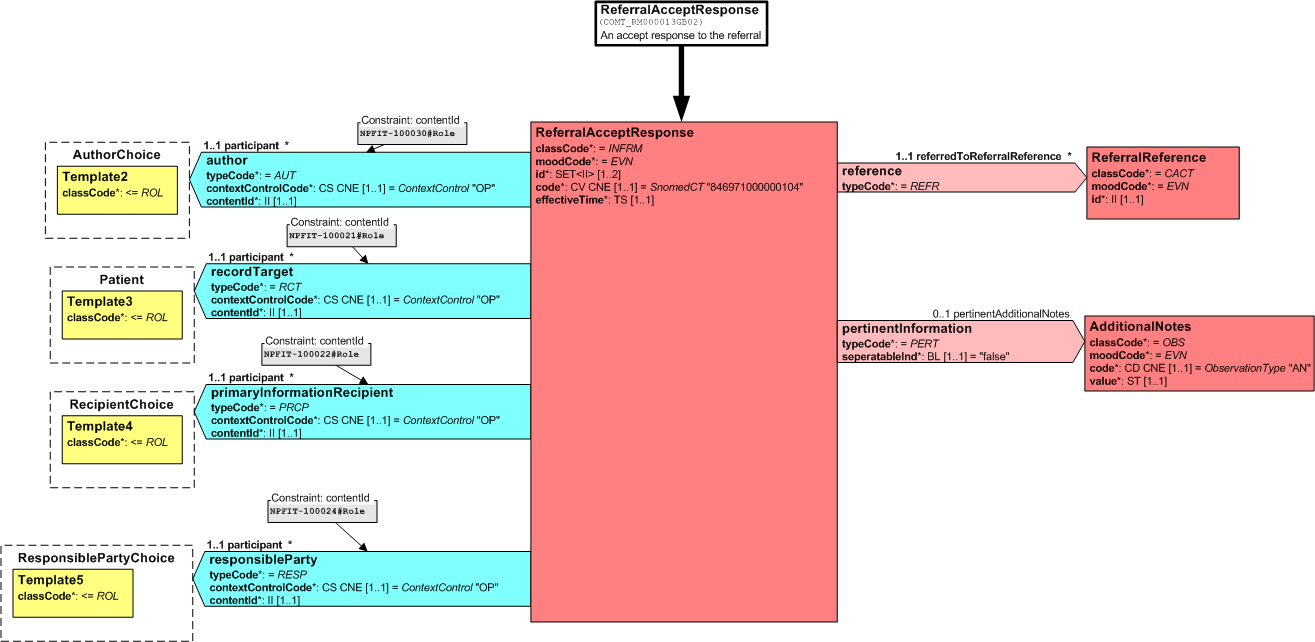 ReferralAcceptResponse
(COMT_RM000013GB02)
An accept response to the referral
Constraint: contentId
NPFIT-100030#Role
1..1 participant *
AuthorChoice
Template2
classCode*: <= ROL
author
typeCode*: = AUT
contextControlCode*: CS CNE [1..1] = ContextControl "OP"
contentId*: II [1..1]
Constraint: contentId
NPFIT-100021#Role
1..1 participant *
Patient
Template3
classCode*: <= ROL
recordTarget
typeCode*: = RCT
contextControlCode*: CS CNE [1..1] = ContextControl "OP"
contentId*: II [1..1]
Constraint: contentId
NPFIT-100022#Role
1..1 participant *
RecipientChoice
Template4
classCode*: <= ROL
primaryInformationRecipient
typeCode*: = PRCP
contextControlCode*: CS CNE [1..1] = ContextControl "OP"
contentId*: II [1..1]
Constraint: contentId
NPFIT-100024#Role
1..1 participant *
ResponsiblePartyChoice
Template5
classCode*: <= ROL
responsibleParty
typeCode*: = RESP
contextControlCode*: CS CNE [1..1] = ContextControl "OP"
contentId*: II [1..1]
ReferralAcceptResponse
classCode*: = INFRM
moodCode*: = EVN
id*: SET<II> [1..2]
code*: CV CNE [1..1] = SnomedCT "846971000000104"
effectiveTime*: TS [1..1]
1..1 referredToReferralReference *
reference
typeCode*: = REFR
ReferralReference
classCode*: = CACT
moodCode*: = EVN
id*: II [1..1]
0..1 pertinentAdditionalNotes
pertinentInformation
typeCode*: = PERT
seperatableInd*: BL [1..1] = "false"
AdditionalNotes
classCode*: = OBS
moodCode*: = EVN
code*: CD CNE [1..1] = ObservationType "AN"
value*: ST [1..1]